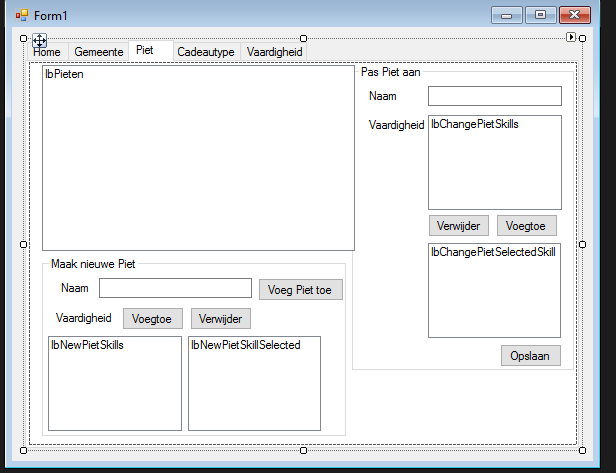 Form1
Home Gemeente Piet Cadeautype Vaardigheid
lbPieten
Pas Piet aan
Naam
Vaardigheid
lbChangePietSkills
Verwijder Voegtoe
lbChangePietSelectedSkill
Opslaan
Maak nieuwe Piet
Naam
Voeg Piet toe
Vaardigheid Voegtoe Verwijder
lbNewPietSkills lbNewPietSkillSelected